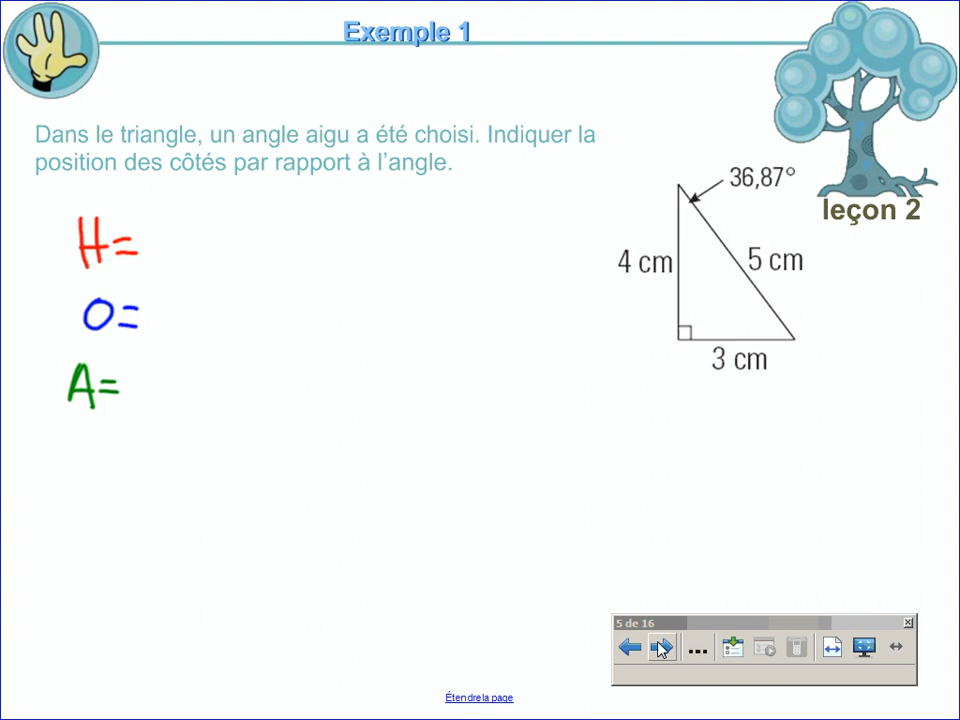 Exemple 1
Dans le triangle, un angle aigu a été choisi. Indiquer la
position des côtés par rapport à l'angle.
36,87°
leçon 2
H=
4 cm
5 cm
O=
3 cm
A=
5 de 16
...
Étendre la page